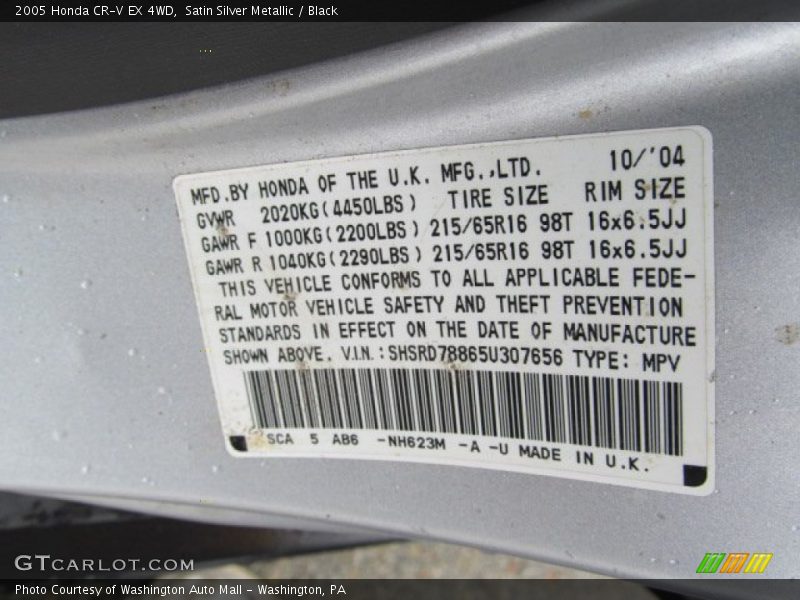 2005 Honda CR-V EX 4WD, Satin Silver Metallic / Black
MFD.BY HONDA OF THE U.K. MFG.,LTD. 10/'04
GVWR 2020KG(4450LBS) TIRE SIZE RIM SIZE
GAWR F 1000KG(2200LBS) 215/65R16 98T 16x6.5JJ
GAWR R 1040KG(2290LBS) 215/65R16 98T 16x6.5JJ
THIS VEHICLE CONFORMS TO ALL APPLICABLE FEDE-
RAL MOTOR VEHICLE SAFETY AND THEFT PREVENTION
STANDARDS IN EFFECT ON THE DATE OF MANUFACTURE
SHOWN ABOVE. V.I.N.:SHSRD78865U307656 TYPE: MPV
SCA 5 AB6 -NH623M -A -U MADE IN U.K.
GTCARLOT.COM
Photo Courtesy of Washington Auto Mall - Washington, PA